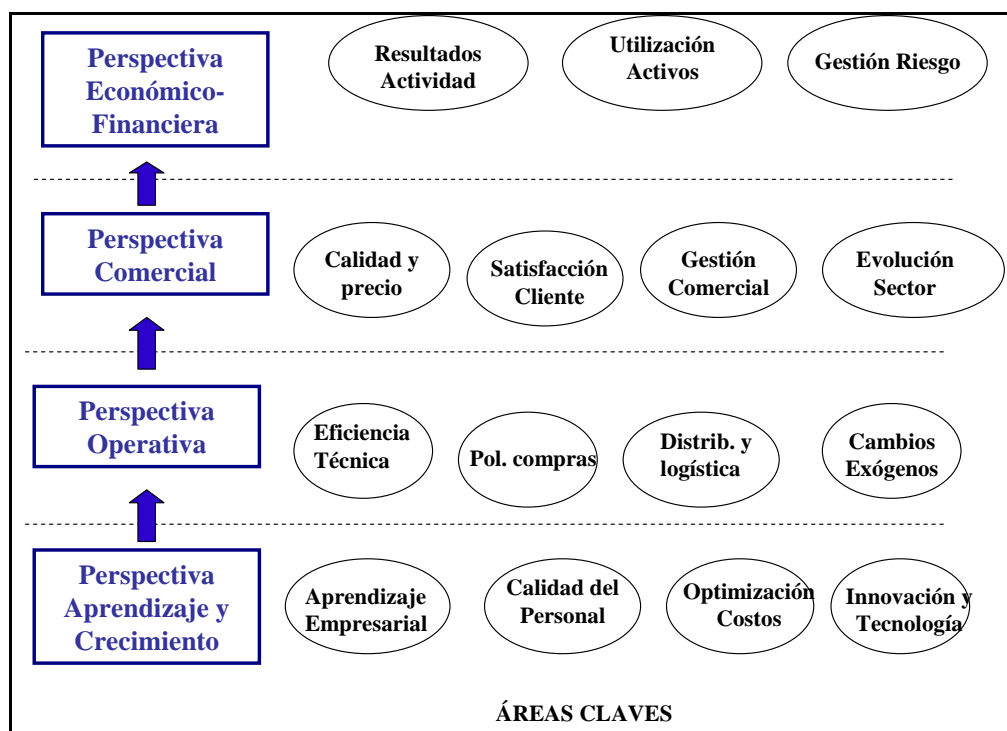 Perspectiva
Económico-
Financiera
Resultados
Actividad
Utilización
Activos
Gestión Riesgo
Perspectiva
Comercial
Calidad y
precio
Satisfacción
Cliente
Gestión
Comercial
Evolución
Sector
Perspectiva
Operativa
Eficiencia
Técnica
Pol. compras
Distrib. y
logística
Cambios
Exógenos
Perspectiva
Aprendizaje y
Crecimiento
Aprendizaje
Empresarial
Calidad del
Personal
Optimización
Costos
Innovación y
Tecnología
ÁREAS CLAVES